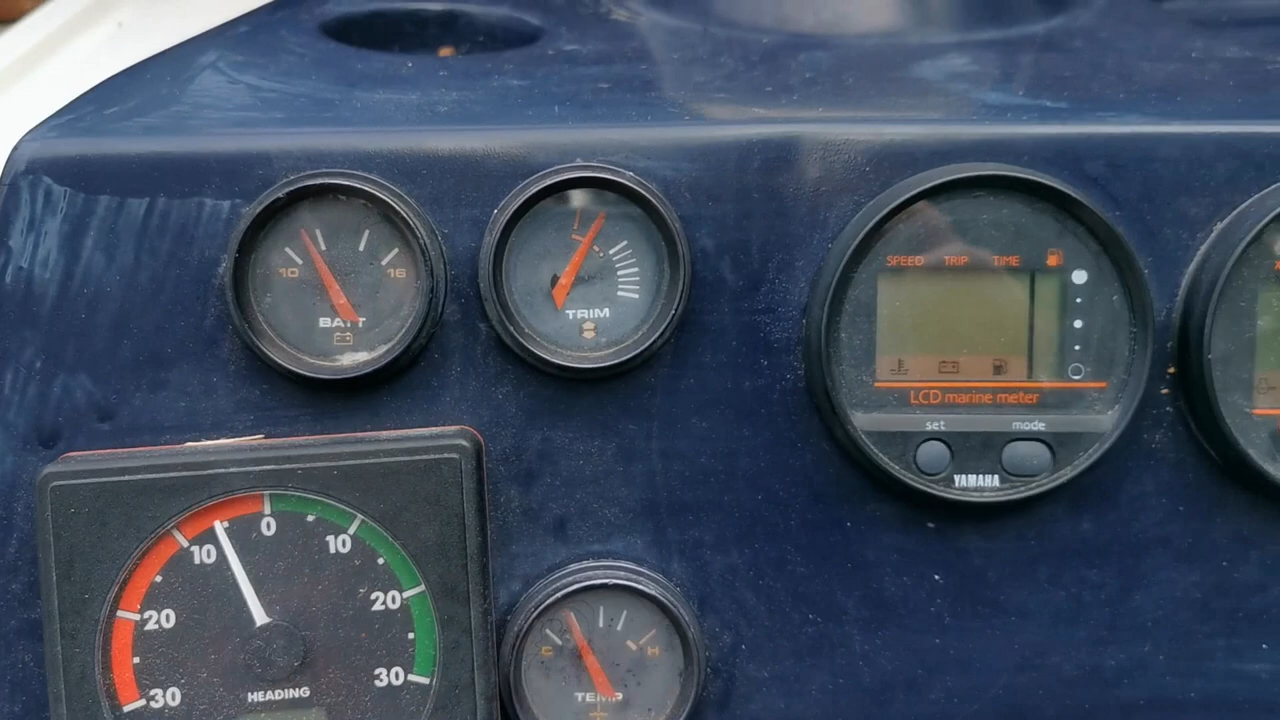 10 16
BATT
TRIM
SPEED TRIP TIME
LCD marine meter
set mode
YAMAHA
0
10 10
20 20
30 30
HEADING
C H
TEMP